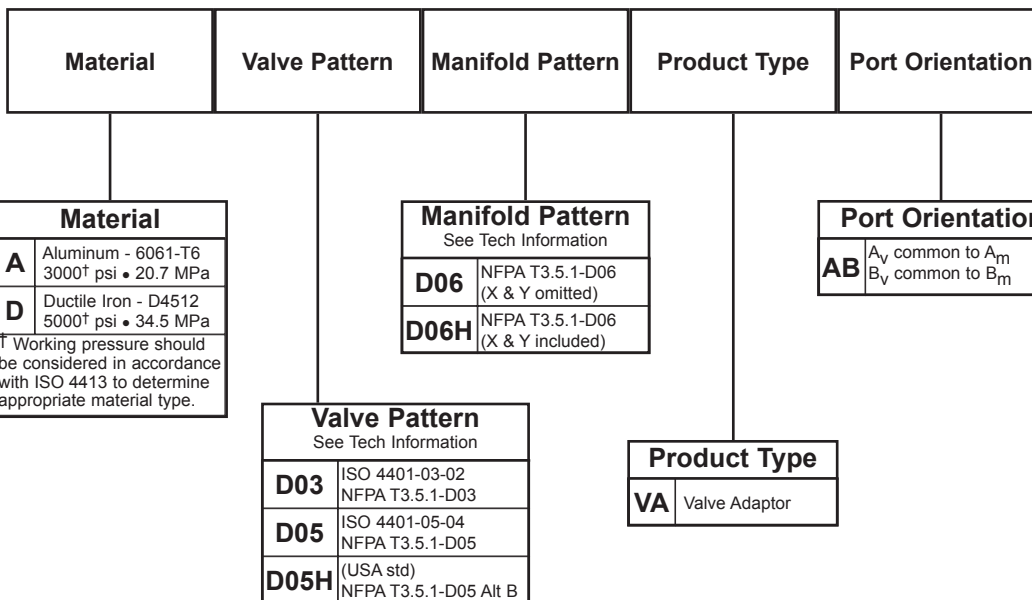 Material
Valve Pattern
Manifold Pattern
Product Type
Port Orientation
Material
A
Aluminum - 6061-T6
3000† psi • 20.7 MPa
D
Ductile Iron - D4512
5000† psi • 34.5 MPa
† Working pressure should
be considered in accordance
with ISO 4413 to determine
appropriate material type.
Manifold Pattern
See Tech Information
D06
NFPA T3.5.1-D06
(X & Y omitted)
D06H
NFPA T3.5.1-D06
(X & Y included)
Port Orientation
AB
Av common to Am
Bv common to Bm
Valve Pattern
See Tech Information
D03
ISO 4401-03-02
NFPA T3.5.1-D03
D05
ISO 4401-05-04
NFPA T3.5.1-D05
D05H
(USA std)
NFPA T3.5.1-D05 Alt B
Product Type
VA
Valve Adaptor